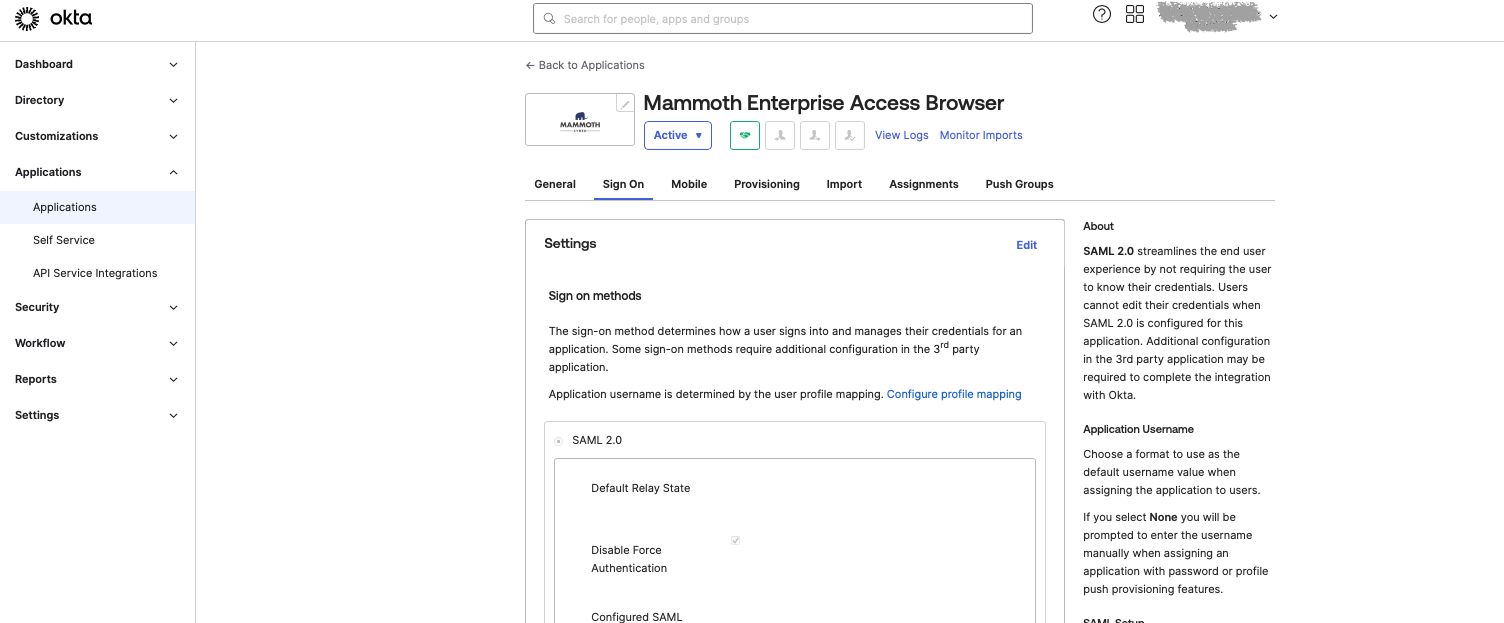 okta
Search for people, apps and groups
Dashboard
Directory
Customizations
Applications
Applications
Self Service
API Service Integrations
Security
Workflow
Reports
Settings
← Back to Applications
MAMMOTH
CYBER
Mammoth Enterprise Access Browser
Active ▼
View Logs
Monitor Imports
General
Sign On
Mobile
Provisioning
Import
Assignments
Push Groups
Settings
Edit
Sign on methods
The sign-on method determines how a user signs into and manages their credentials for an
application. Some sign-on methods require additional configuration in the 3rd party
application.
Application username is determined by the user profile mapping. Configure profile mapping
SAML 2.0
Default Relay State
Disable Force
Authentication
Configured SAML
About
SAML 2.0 streamlines the end user
experience by not requiring the user
to know their credentials. Users
cannot edit their credentials when
SAML 2.0 is configured for this
application. Additional configuration
in the 3rd party application may be
required to complete the integration
with Okta.
Application Username
Choose a format to use as the
default username value when
assigning the application to users.
If you select None you will be
prompted to enter the username
manually when assigning an
application with password or profile
push provisioning features.
SAML Setup